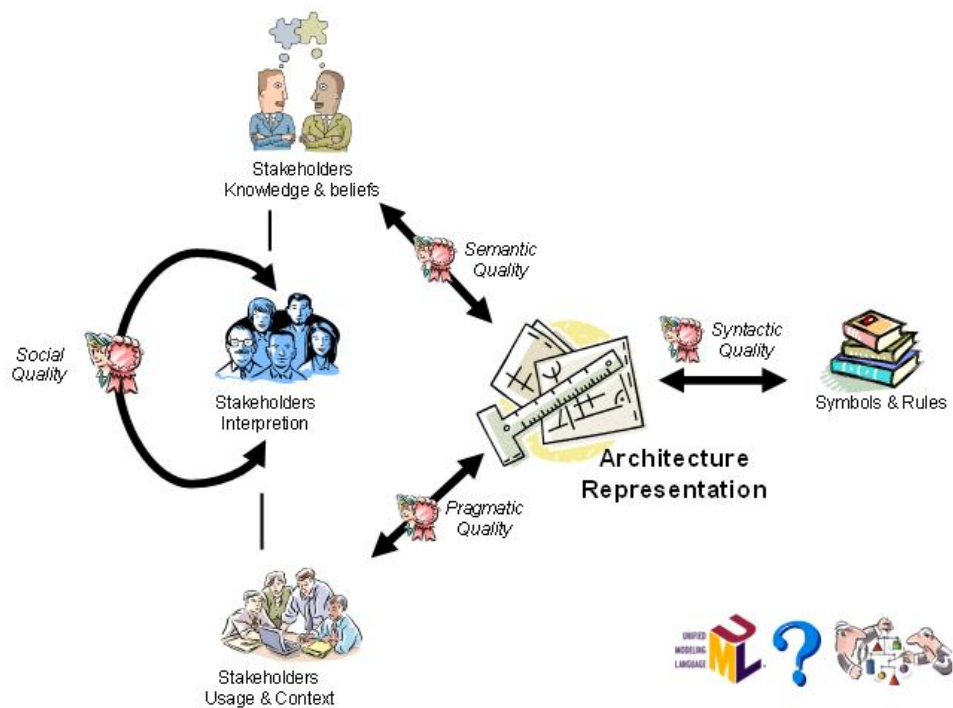 Stakeholders
Knowledge & beliefs
Semantic
Quality
Social
Quality
Stakeholders
Interpretion
Syntactic
Quality
Symbols & Rules
Architecture
Representation
Pragmatic
Quality
Stakeholders
Usage & Context
UNIFIED
MODELING
LANGUAGE
UML
?